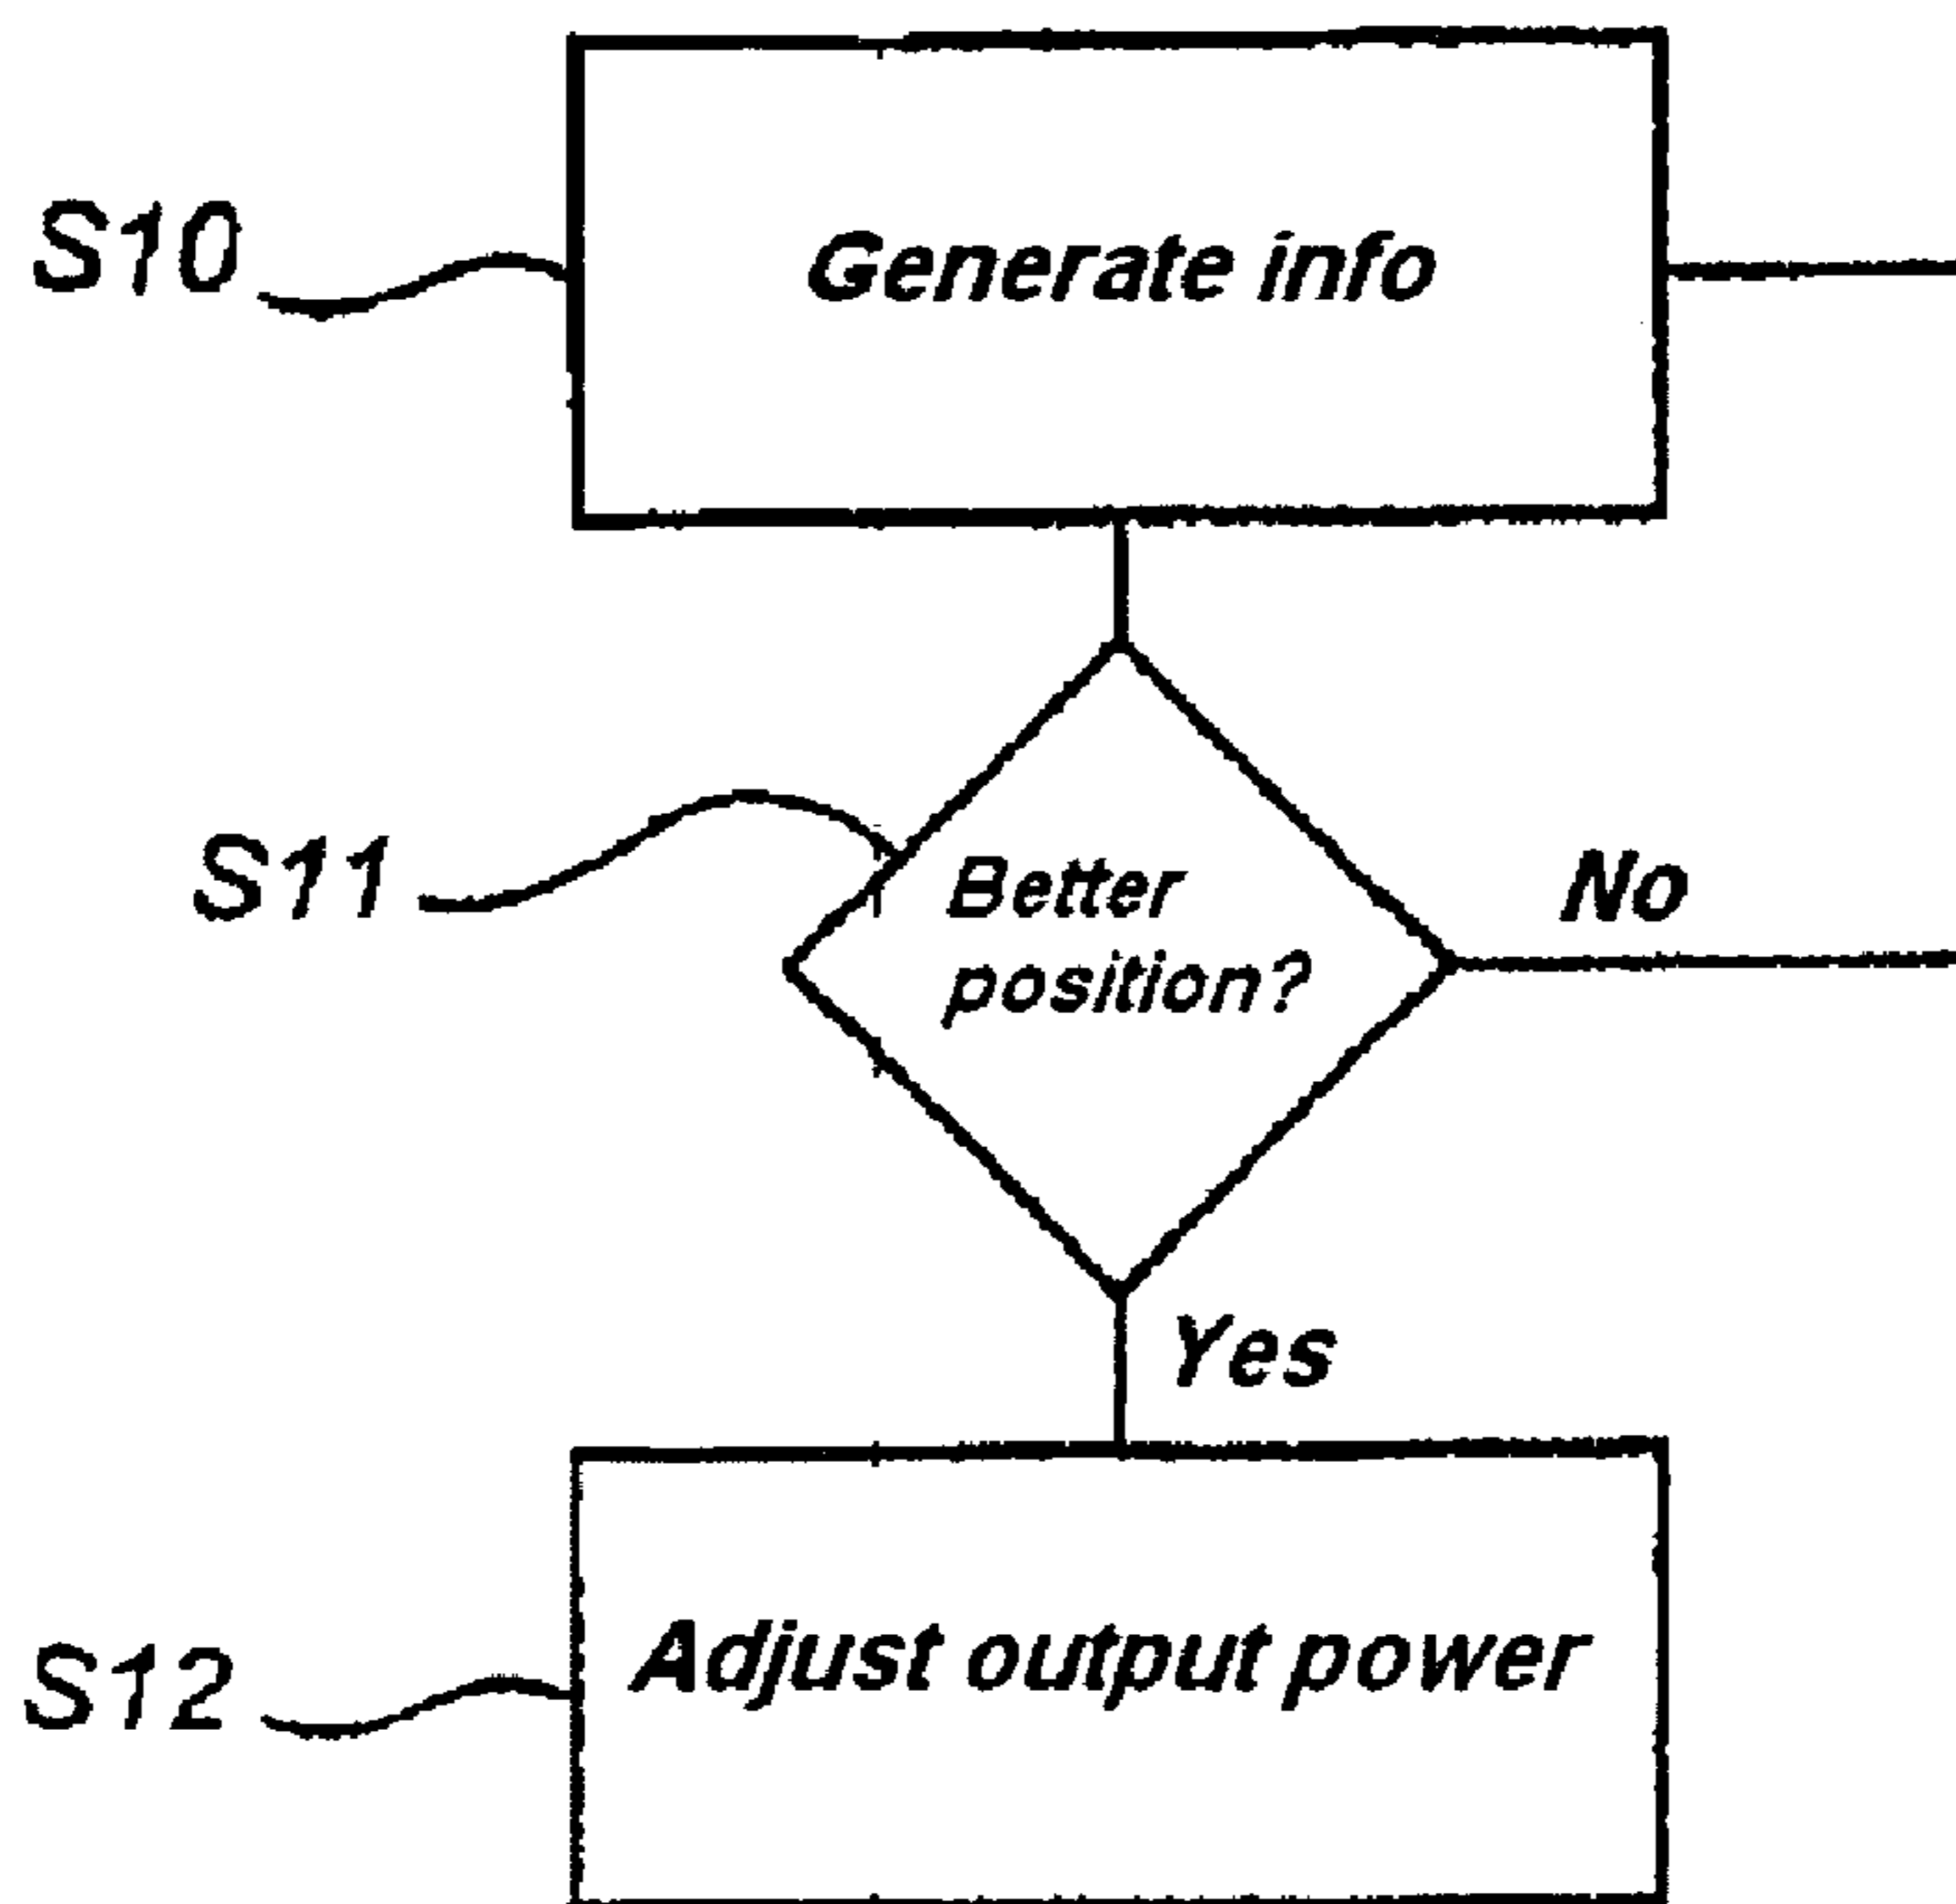 S10
Generate info
S11
Better
position?
No
Yes
S12
Adjust output power